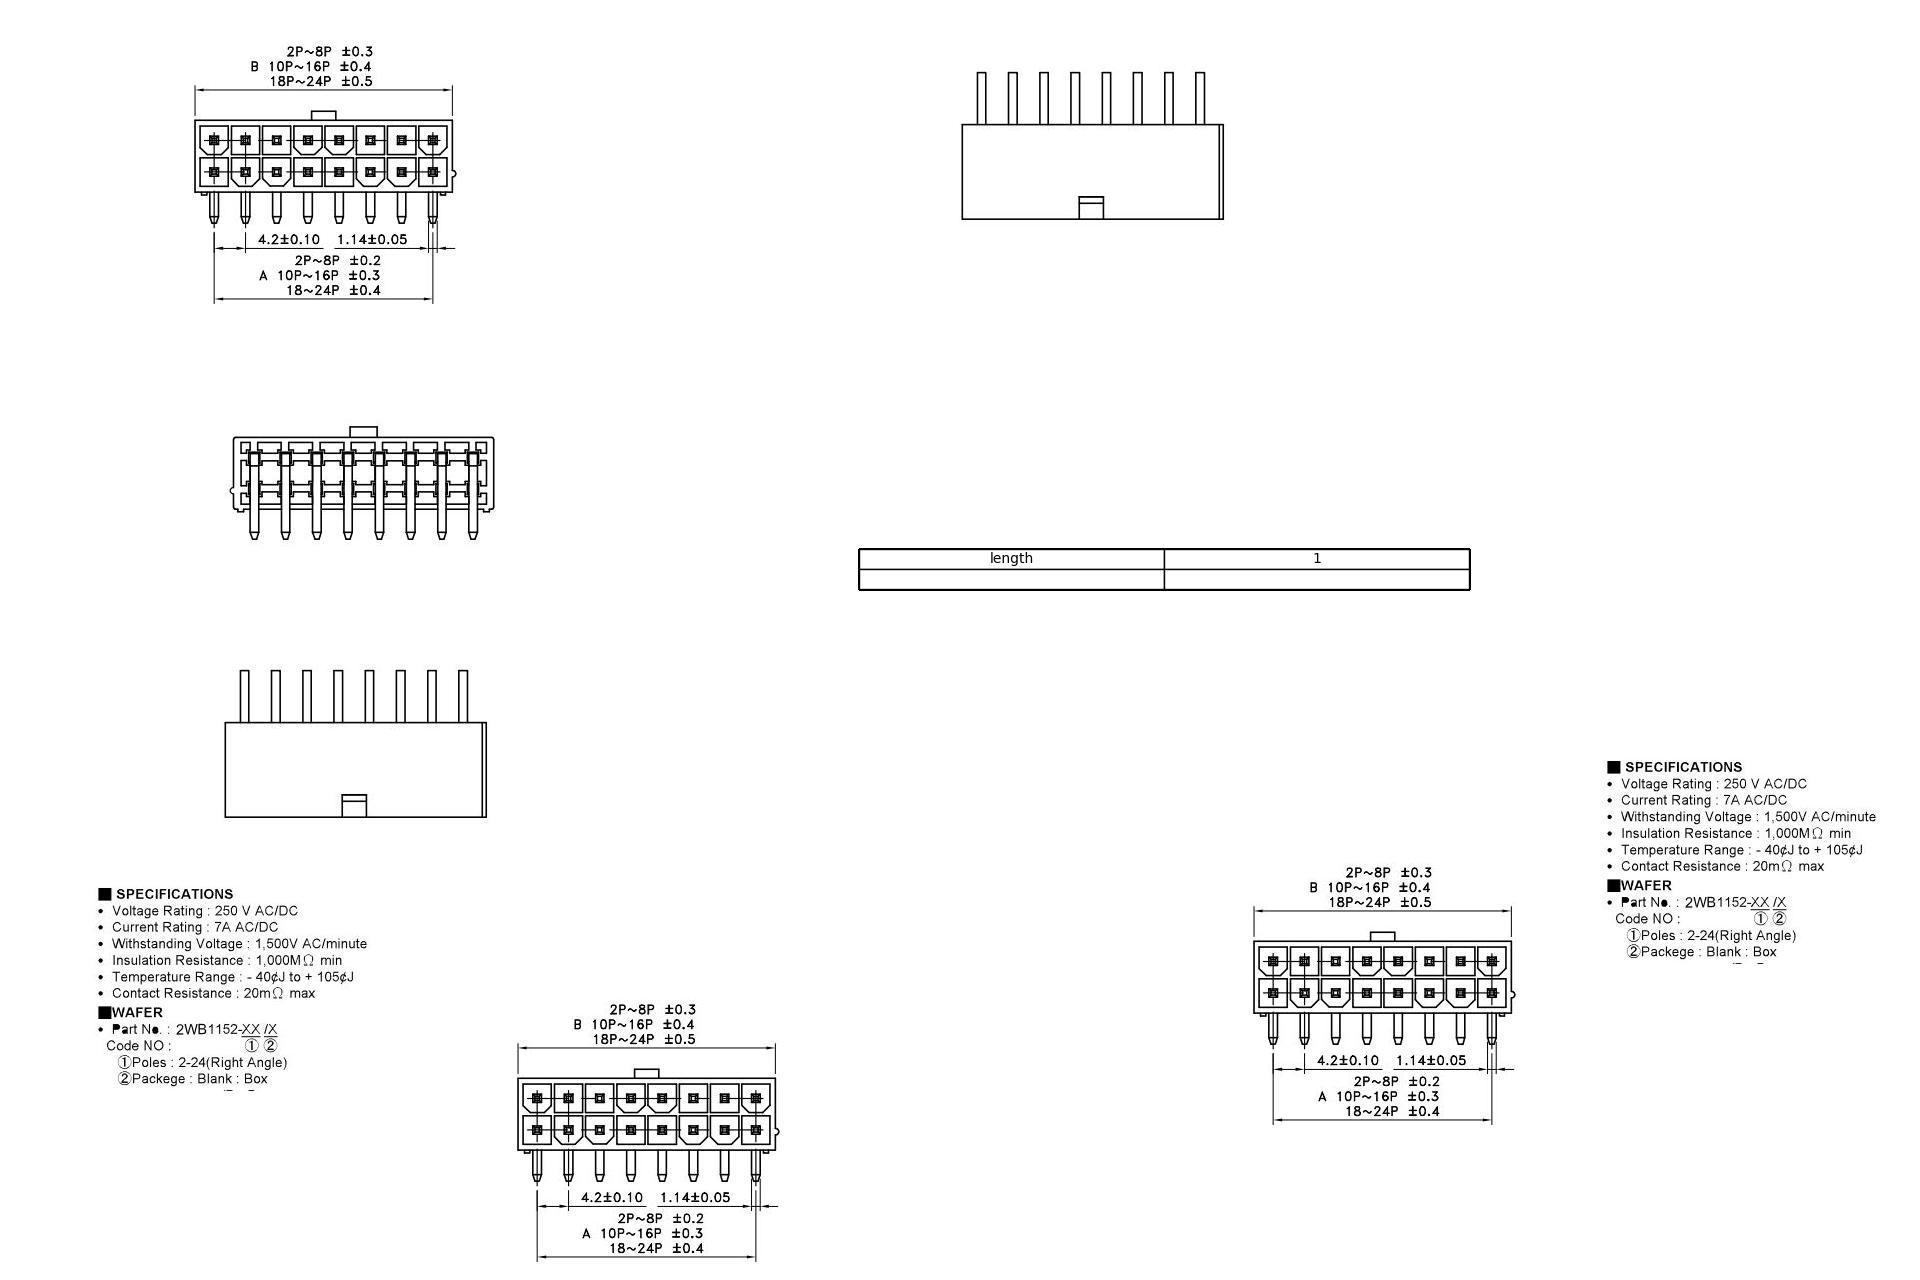 2P~8P ±0.3
B 10P~16P ±0.4
18P~24P ±0.5
4.2±0.10 1.14±0.05
2P~8P ±0.2
A 10P~16P ±0.3
18~24P ±0.4
length 1
■ SPECIFICATIONS
• Voltage Rating : 250 V AC/DC
• Current Rating : 7A AC/DC
• Withstanding Voltage : 1,500V AC/minute
• Insulation Resistance : 1,000MΩ min
• Temperature Range : - 40¢J to + 105¢J
• Contact Resistance : 20mΩ max
■WAFER
• Part No. : 2WB1152-XX /X
Code NO : ① ②
①Poles : 2-24(Right Angle)
②Packege : Blank : Box
2P~8P ±0.3
B 10P~16P ±0.4
18P~24P ±0.5
4.2±0.10 1.14±0.05
2P~8P ±0.2
A 10P~16P ±0.3
18~24P ±0.4
2P~8P ±0.3
B 10P~16P ±0.4
18P~24P ±0.5
4.2±0.10 1.14±0.05
2P~8P ±0.2
A 10P~16P ±0.3
18~24P ±0.4
■ SPECIFICATIONS
• Voltage Rating : 250 V AC/DC
• Current Rating : 7A AC/DC
• Withstanding Voltage : 1,500V AC/minute
• Insulation Resistance : 1,000MΩ min
• Temperature Range : - 40¢J to + 105¢J
• Contact Resistance : 20mΩ max
■WAFER
• Part No. : 2WB1152-XX /X
Code NO : ① ②
①Poles : 2-24(Right Angle)
②Packege : Blank : Box